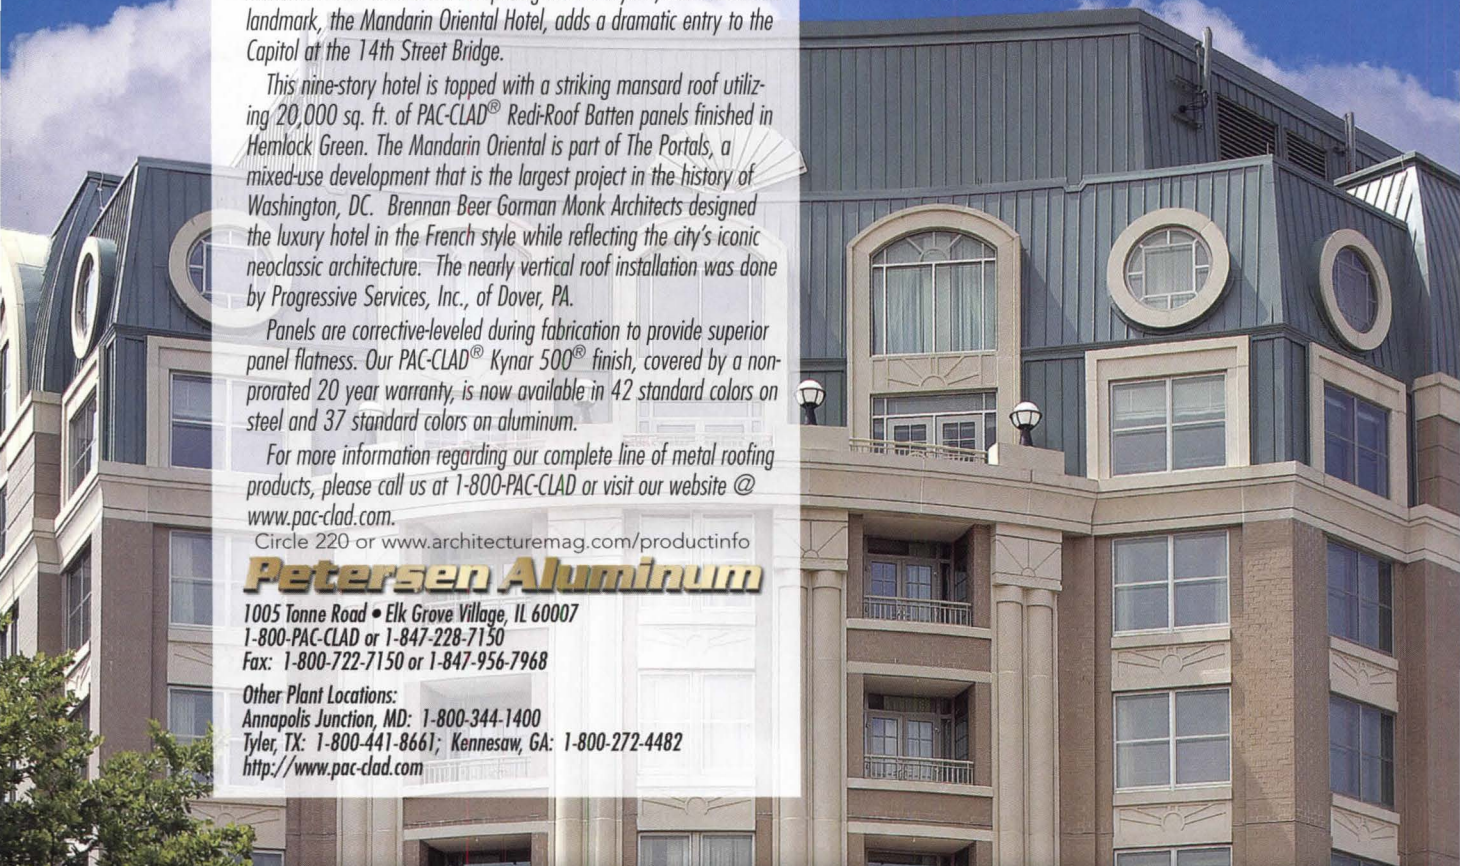 landmark, the Mandarin Oriental Hotel, adds a dramatic entry to the
Capitol at the 14th Street Bridge.
This nine-story hotel is topped with a striking mansard roof utiliz-
ing 20,000 sq. ft. of PAC-CLAD® Redi-Roof Batten panels finished in
Hemlock Green. The Mandarin Oriental is part of The Portals, a
mixed-use development that is the largest project in the history of
Washington, DC. Brennan Beer Gorman Monk Architects designed
the luxury hotel in the French style while reflecting the city's iconic
neoclassic architecture. The nearly vertical roof installation was done
by Progressive Services, Inc., of Dover, PA.
Panels are corrective-leveled during fabrication to provide superior
panel flatness. Our PAC-CLAD® Kynar 500® finish, covered by a non-
prorated 20 year warranty, is now available in 42 standard colors on
steel and 37 standard colors on aluminum.
For more information regarding our complete line of metal roofing
products, please call us at 1-800-PAC-CLAD or visit our website @
www.pac-clad.com.
Circle 220 or www.architecturemag.com/productinfo
Petersen Aluminum
1005 Tonne Road • Elk Grove Village, IL 60007
1-800-PAC-CLAD or 1-847-228-7150
Fax: 1-800-722-7150 or 1-847-956-7968
Other Plant Locations:
Annapolis Junction, MD: 1-800-344-1400
Tyler, TX: 1-800-441-8661; Kennesaw, GA: 1-800-272-4482
http://www.pac-clad.com